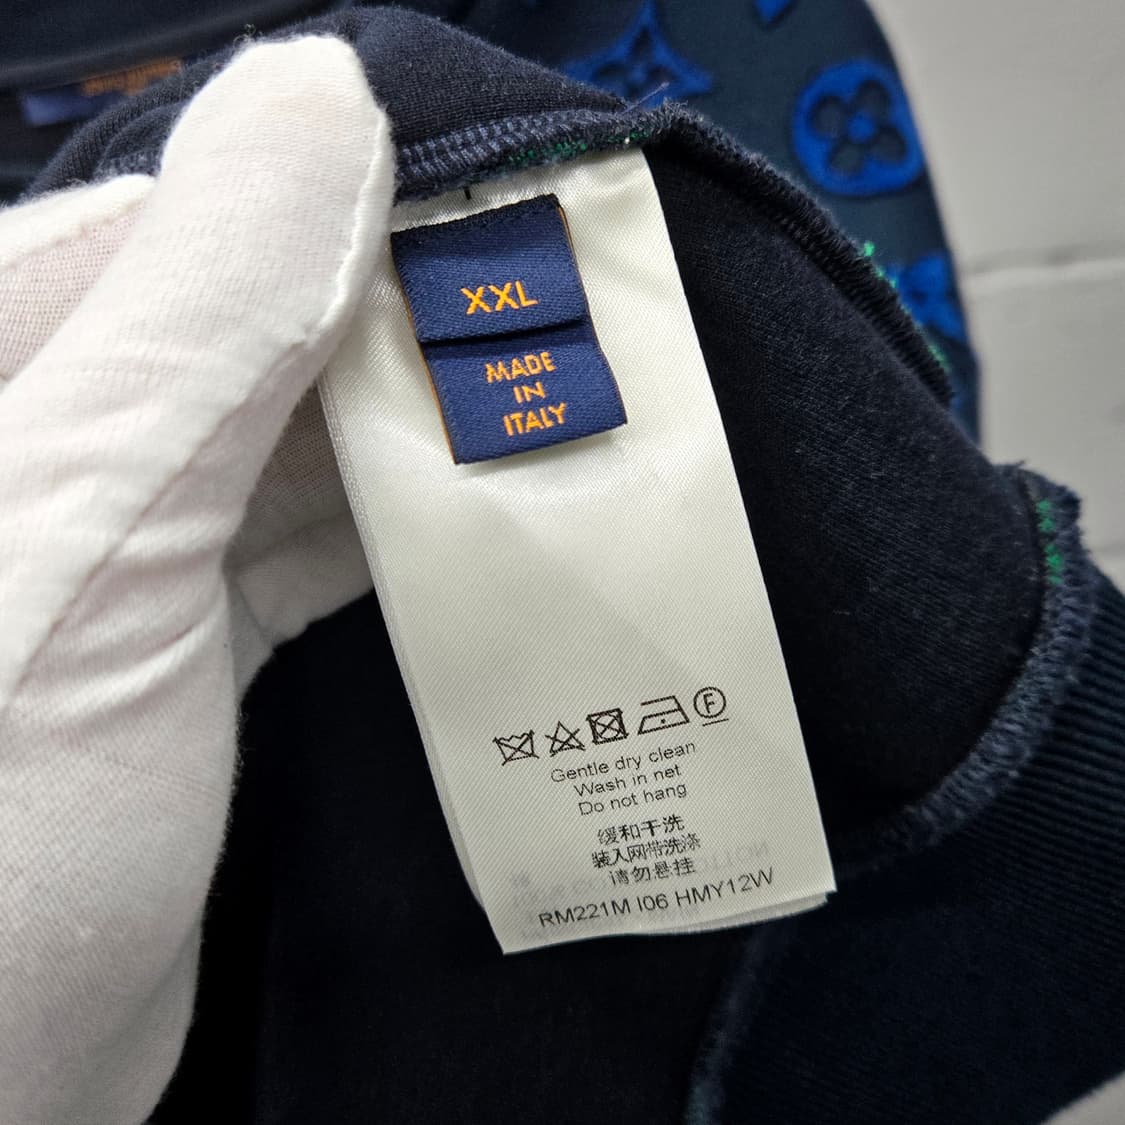 XXL
MADE
IN
ITALY
F
Gentle dry clean
Wash in net
Do not hang
缓和干洗
装入网带洗涤
请勿悬挂
RM221M I06 HMY12W